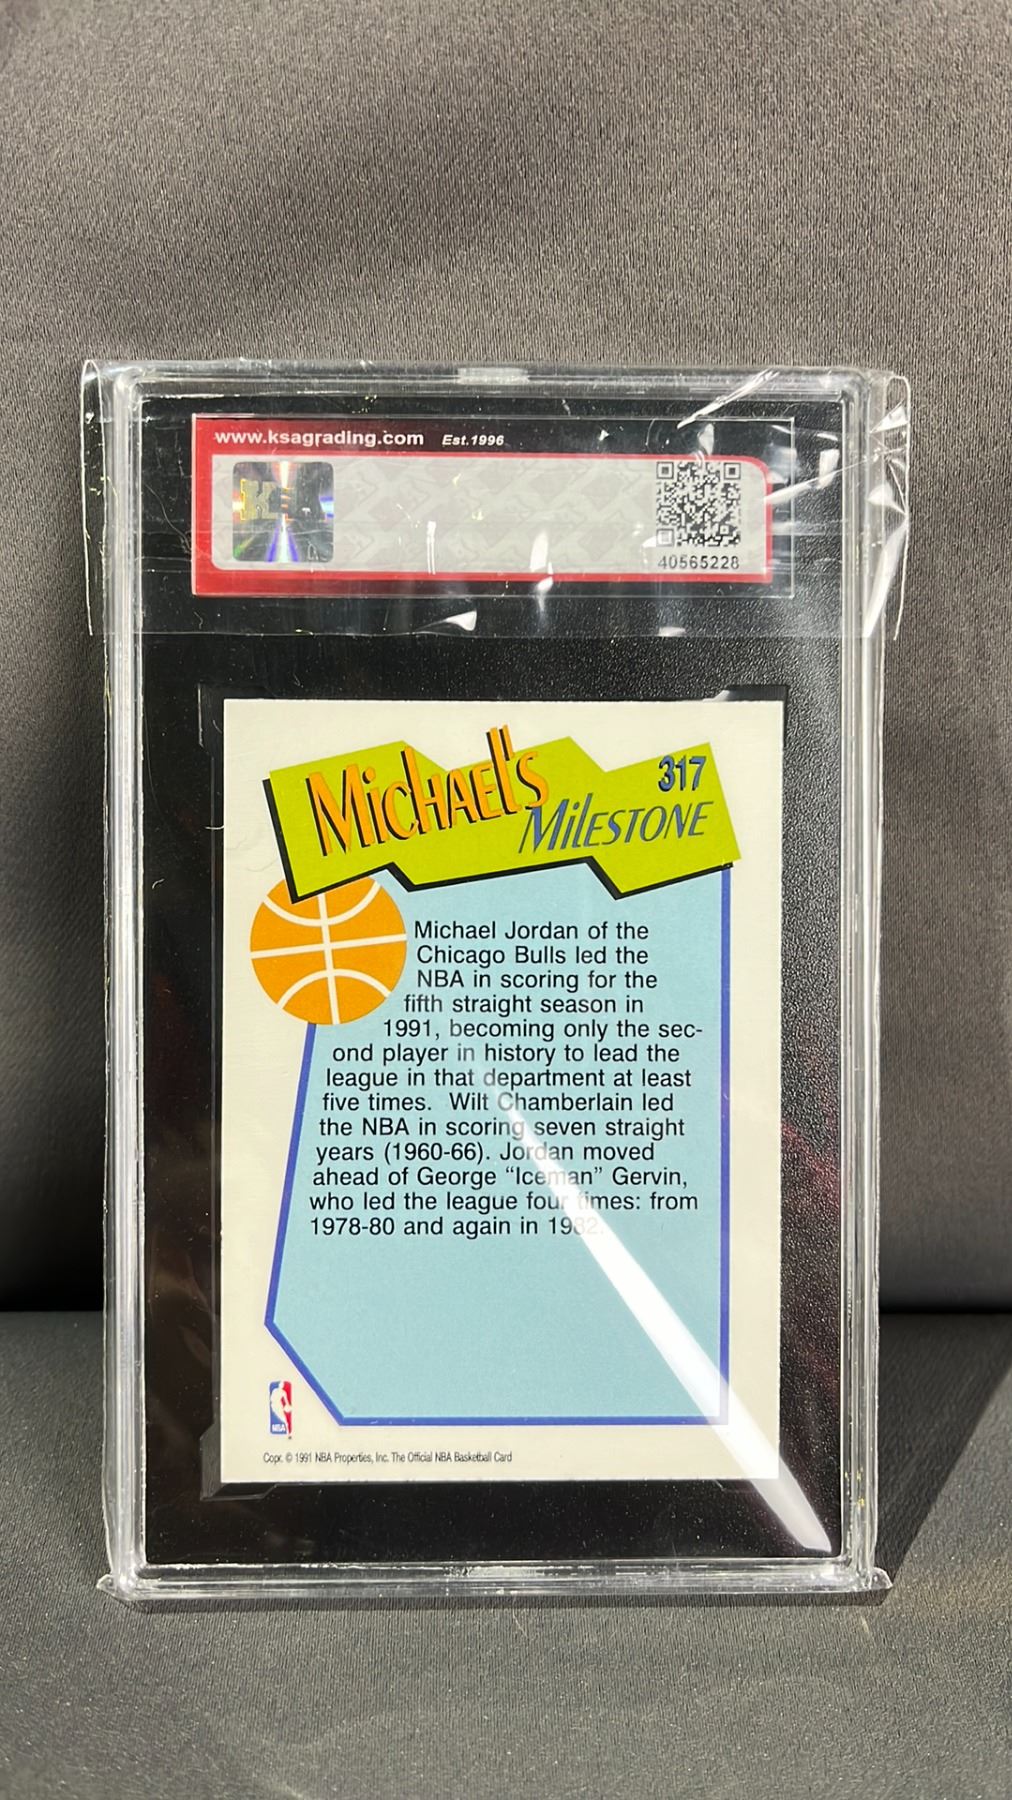 www.ksagrading.com Est.1996
40565228
Michael's
317
Milestone
Michael Jordan of the
Chicago Bulls led the
NBA in scoring for the
fifth straight season in
1991, becoming only the sec-
ond player in history to lead the
league in that department at least
five times. Wilt Chamberlain led
the NBA in scoring seven straight
years (1960-66). Jordan moved
ahead of George “Iceman” Gervin,
who led the league four times: from
1978-80 and again in 1982.
NBA
Copr. © 1991 NBA Properties, Inc. The Official NBA Basketball Card